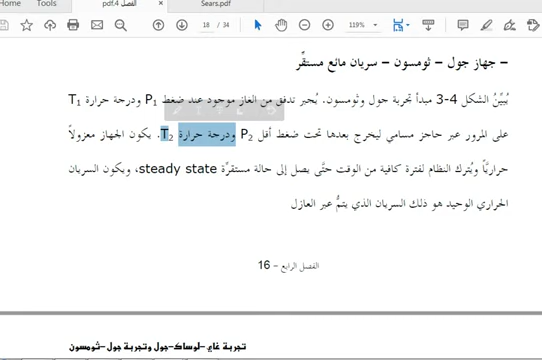 Home Tools الفصل 4.pdf × Sears.pdf
18 / 34 119%
– جهاز جول – ثومسون – سريان مائع مستقرّ
يُبيِّنُ الشكل 4-3 مبدأ تجربة جول وثومسون. يُجبر تدفق من الغاز موجود عند ضغط P1 ودرجة حرارة T1
على المرور عبر حاجز مسامي ليخرج بعدها تحت ضغط أقل P2 ودرجة حرارة T2. يكون الجهاز معزولاً
حراريًّا ويُترك النظام لفترة كافية من الوقت حتَّى يصل إلى حالة مستقرّة steady state، ويكون السريان
الحراري الوحيد هو ذلك السريان الذي يتمُّ عبر العازل
الفصل الرابع – 16
تجربة غاي-لوساك-جول وتجربة جول-ثومسون